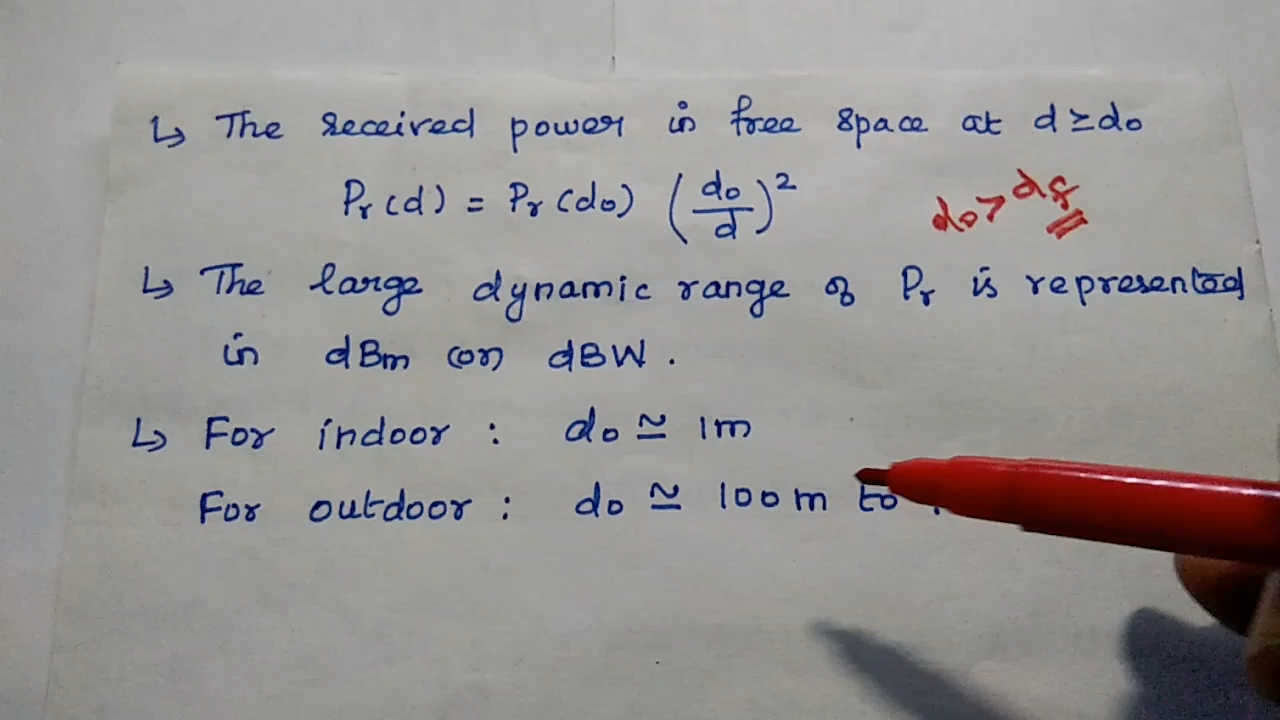 ↳ The received power in free space at d ≥ do
Pr(d) = Pr(do) (do/d)²
do > df
↳ The large dynamic range of Pr is represented
in dBm (or) dBW.
↳ For indoor : do ≃ 1m
For outdoor : do ≃ 100m to